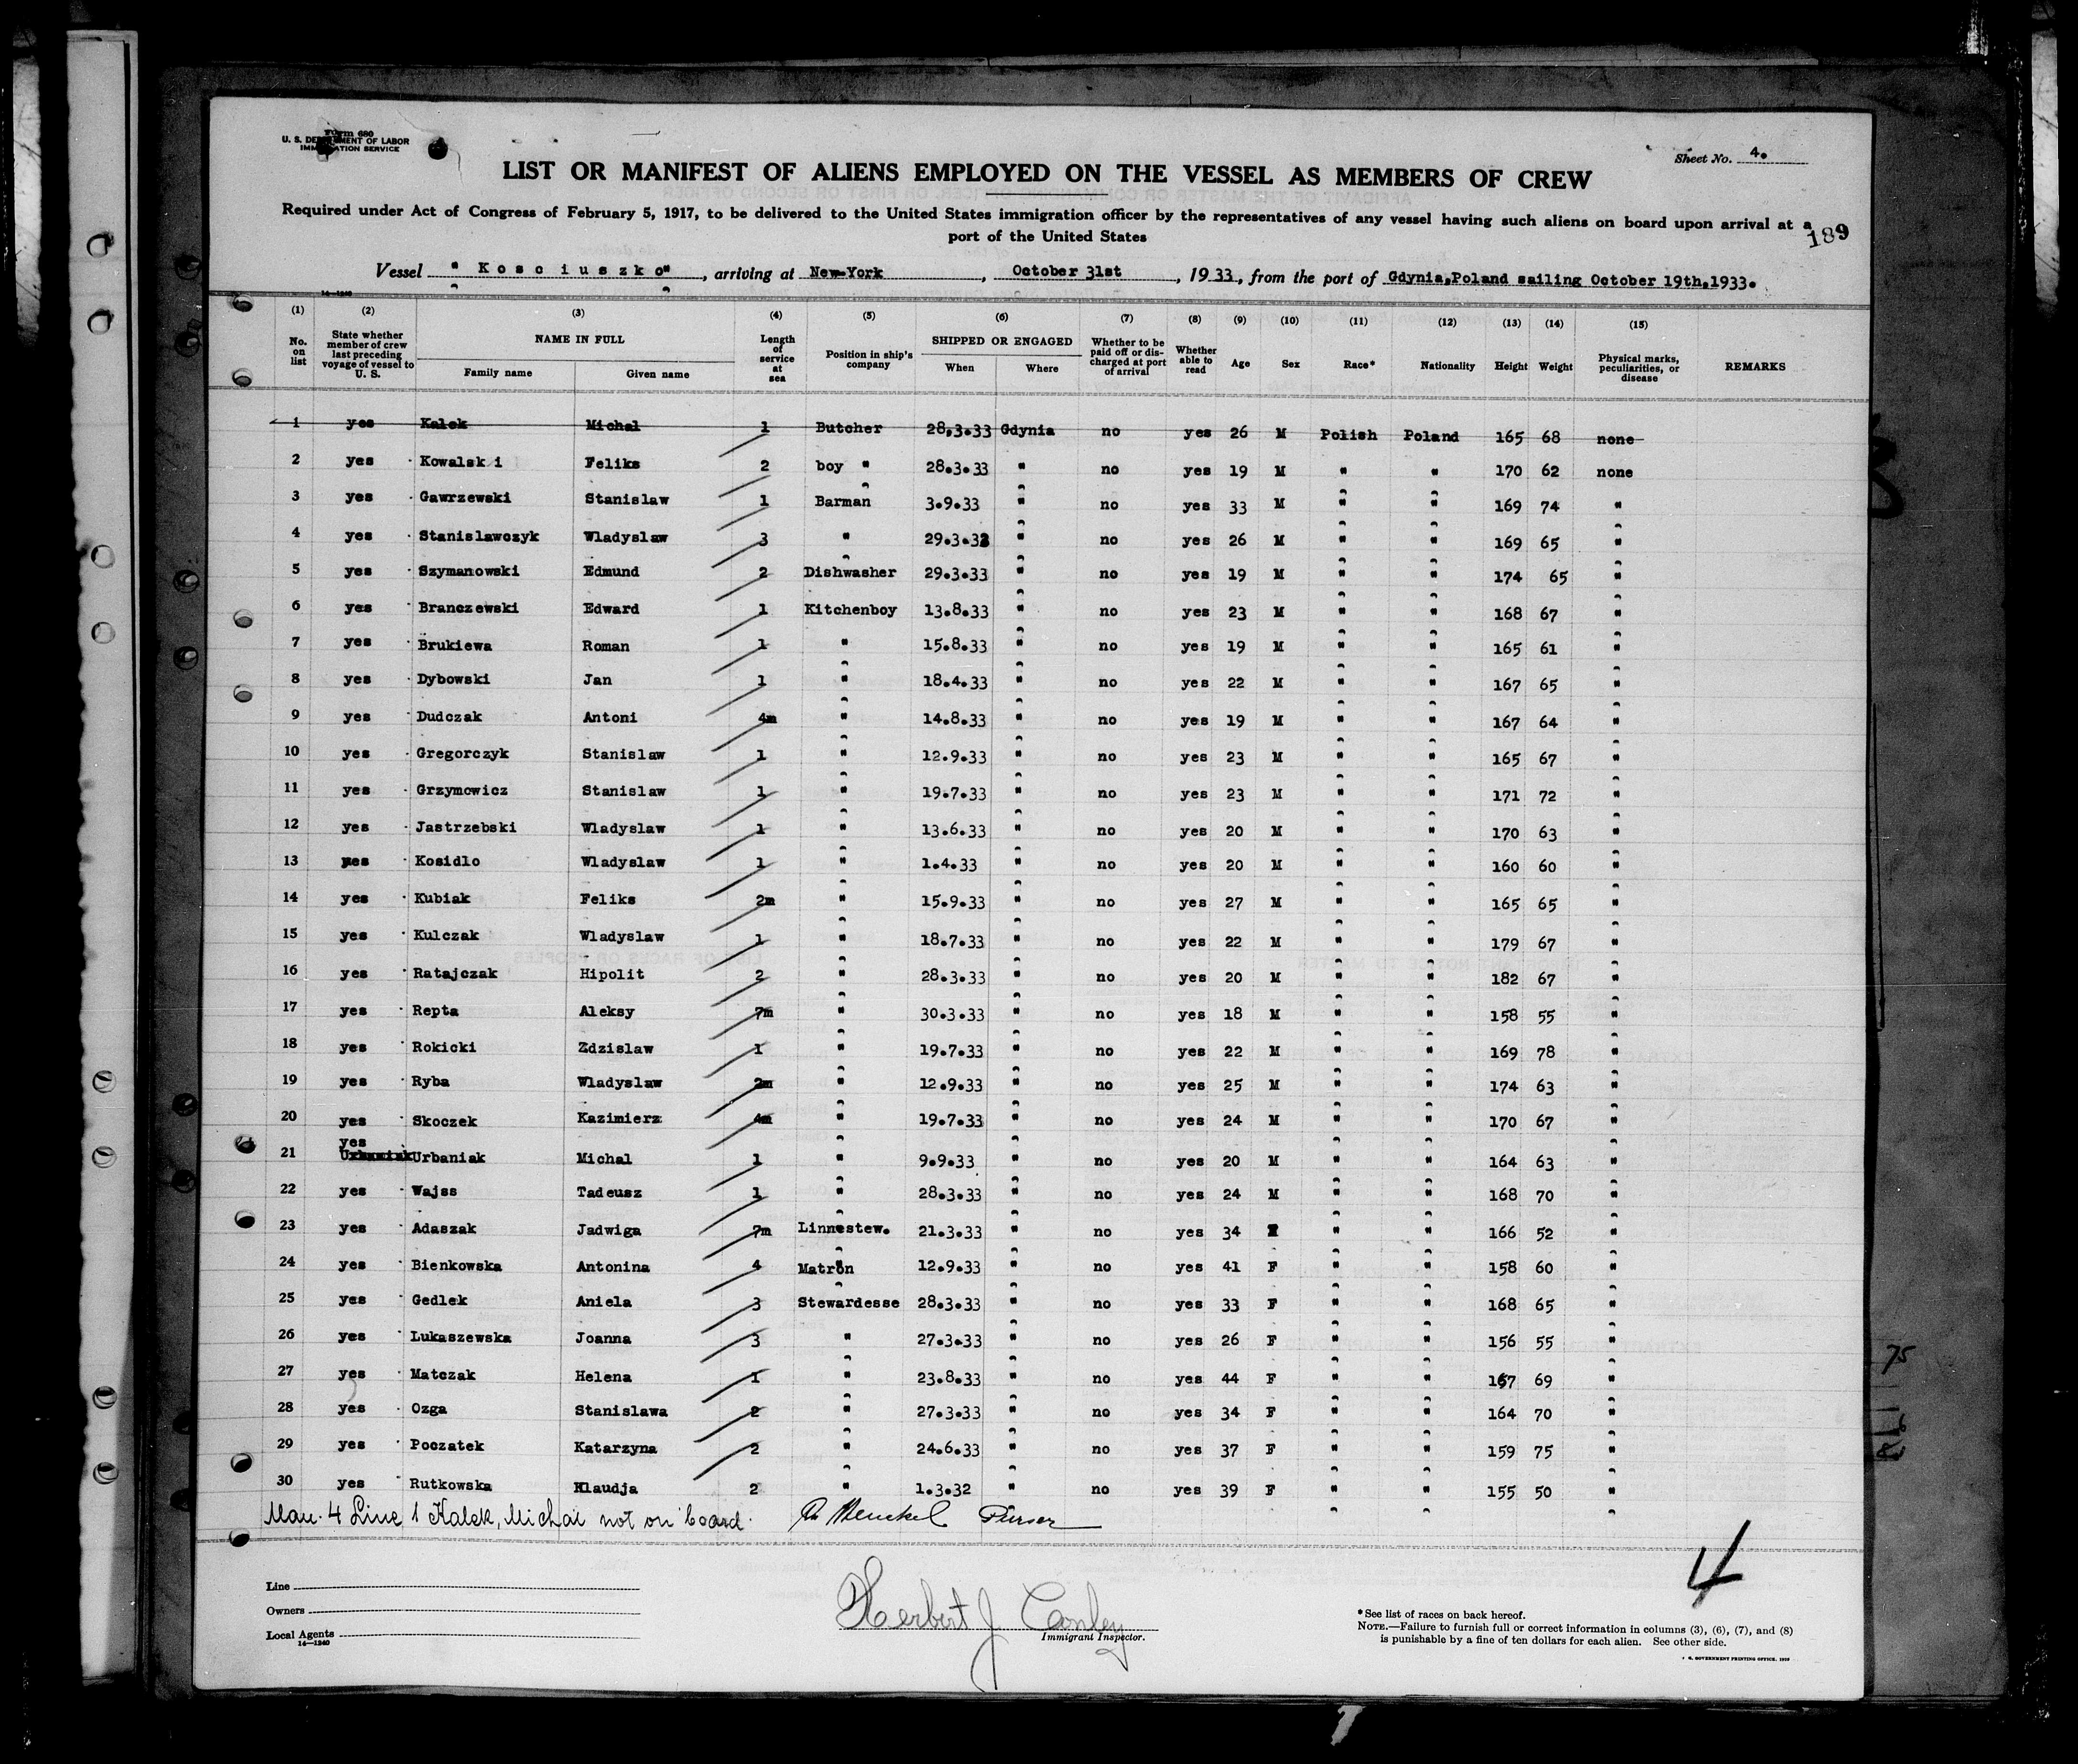 Form 680
U. S. DEPARTMENT OF LABOR
IMMIGRATION SERVICE
Sheet No. 4.
LIST OR MANIFEST OF ALIENS EMPLOYED ON THE VESSEL AS MEMBERS OF CREW
Required under Act of Congress of February 5, 1917, to be delivered to the United States immigration officer by the representatives of any vessel having such aliens on board upon arrival at a
port of the United States
189
Vessel " Kosciuszko", arriving at New-York, October 31st, 1933, from the port of Gdynia,Poland sailing October 19th,1933.
14—1240
(1) (2) (3) (4) (5) (6) (7) (8) (9) (10) (11) (12) (13) (14) (15)
No. on list State whether member of crew last preceding voyage of vessel to U. S. NAME IN FULL Family name Given name Length of service at sea Position in ship's company SHIPPED OR ENGAGED When Where Whether to be paid off or discharged at port of arrival Whether able to read Age Sex Race* Nationality Height Weight Physical marks, peculiarities, or disease REMARKS
1 yes Kalek Michal 1 Butcher 28.3.33 Gdynia no yes 26 M Polish Poland 165 68 none
2 yes Kowalski Feliks 2 boy " 28.3.33 " no yes 19 M " " 170 62 none
3 yes Gawrzewski Stanislaw 1 Barman 3.9.33 " no yes 33 M " " 169 74 "
4 yes Stanislawczyk Wladyslaw 3 " 29.3.33 " no yes 26 M " " 169 65 "
5 yes Szymanowski Edmund 2 Dishwasher 29.3.33 " no yes 19 M " " 174 65 "
6 yes Branczewski Edward 1 Kitchenboy 13.8.33 " no yes 23 M " " 168 67 "
7 yes Brukiewa Roman 1 " 15.8.33 " no yes 19 M " " 165 61 "
8 yes Dybowski Jan 1 " 18.4.33 " no yes 22 M " " 167 65 "
9 yes Dudczak Antoni 4m " 14.8.33 " no yes 19 M " " 167 64 "
10 yes Gregorczyk Stanislaw 1 " 12.9.33 " no yes 23 M " " 165 67 "
11 yes Grzymowicz Stanislaw 1 " 19.7.33 " no yes 23 M " " 171 72 "
12 yes Jastrzebski Wladyslaw 1 " 13.6.33 " no yes 20 M " " 170 63 "
13 yes Kosidlo Wladyslaw 1 " 1.4.33 " no yes 20 M " " 160 60 "
14 yes Kubiak Feliks 2m " 15.9.33 " no yes 27 M " " 165 65 "
15 yes Kulczak Wladyslaw 1 " 18.7.33 " no yes 22 M " " 179 67 "
16 yes Ratajczak Hipolit 2 " 28.3.33 " no yes 20 M " " 182 67 "
17 yes Repta Aleksy 7m " 30.3.33 " no yes 18 M " " 158 55 "
18 yes Rokicki Zdzislaw 1 " 19.7.33 " no yes 22 M " " 169 78 "
19 yes Ryba Wladyslaw 2m " 12.9.33 " no yes 25 M " " 174 63 "
20 yes Skoczek Kazimierz 4m " 19.7.33 " no yes 24 M " " 170 67 "
21 yes Urbaniak Michal 1 " 9.9.33 " no yes 20 M " " 164 63 "
22 yes Wajss Tadeusz 1 " 28.3.33 " no yes 24 M " " 168 70 "
23 yes Adaszak Jadwiga 7m Linnestew. 21.3.33 " no yes 34 " " 166 52 "
24 yes Bienkowska Antonina 4 Matron 12.9.33 " no yes 41 F " " 158 60 "
25 yes Gedlek Aniela 3 Stewardesse 28.3.33 " no yes 33 F " " 168 65 "
26 yes Lukaszewska Joanna 3 " 27.3.33 " no yes 26 F " " 156 55 "
27 yes Matczak Helena 1 " 23.8.33 " no yes 44 F " " 167 69 "
28 yes Ozga Stanislawa 2 " 27.3.33 " no yes 34 F " " 164 70 "
29 yes Poczatek Katarzyna 2 " 24.6.33 " no yes 37 F " " 159 75 "
30 yes Rutkowska Klaudja 2 " 1.3.32 " no yes 39 F " " 155 50 "
Man. 4 Line 1 Kalek, Michal not on board. Purser
4
Line
Owners
Local Agents
14—1240
Herbert J Conley
Immigrant Inspector.
*See list of races on back hereof.
NOTE.—Failure to furnish full or correct information in columns (3), (6), (7), and (8)
is punishable by a fine of ten dollars for each alien. See other side.
75